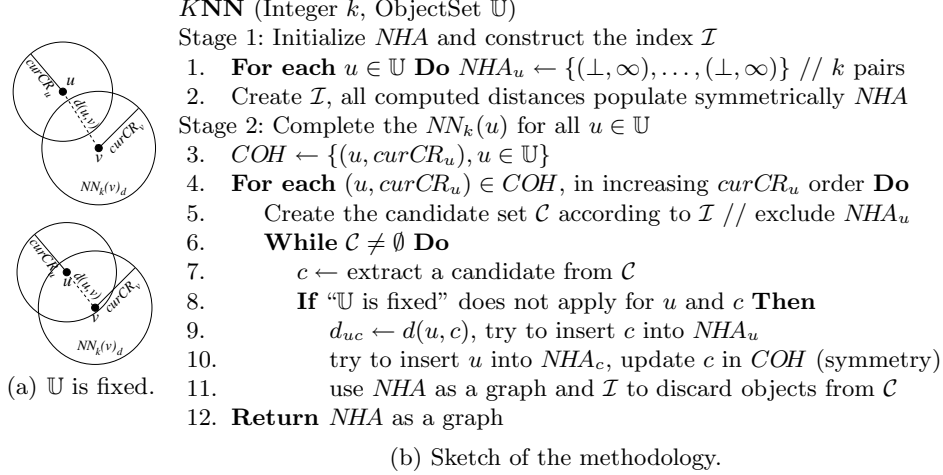 curCR_u
u
d(u,v)
v
curCR_v
NN_k(v)_d
curCR_u
u
d(u,v)
v
curCR_v
NN_k(v)_d
(a) 𝕌 is fixed.
KNN (Integer k, ObjectSet 𝕌)
Stage 1: Initialize NHA and construct the index ℐ
1. For each u ∈ 𝕌 Do NHA_u ← {(⊥, ∞), . . . , (⊥, ∞)} // k pairs
2. Create ℐ, all computed distances populate symmetrically NHA
Stage 2: Complete the NN_k(u) for all u ∈ 𝕌
3. COH ← {(u, curCR_u), u ∈ 𝕌}
4. For each (u, curCR_u) ∈ COH, in increasing curCR_u order Do
5. Create the candidate set 𝒞 according to ℐ // exclude NHA_u
6. While 𝒞 ≠ ∅ Do
7. c ← extract a candidate from 𝒞
8. If “𝕌 is fixed” does not apply for u and c Then
9. d_uc ← d(u, c), try to insert c into NHA_u
10. try to insert u into NHA_c, update c in COH (symmetry)
11. use NHA as a graph and ℐ to discard objects from 𝒞
12. Return NHA as a graph
(b) Sketch of the methodology.